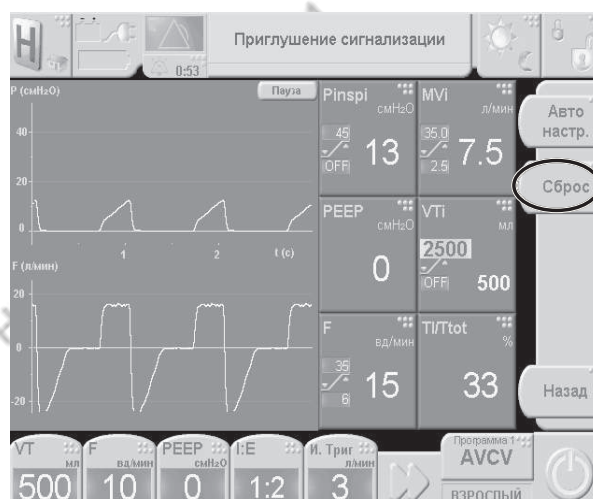 H
0:53
Приглушение сигнализации
P (смH₂O)
Пауза
40
20
0
1
2
t (с)
F (л/мин)
20
0
-20
Pinspi
смH₂O
45
OFF
13
MVi
л/мин
35.0
2.5
7.5
PEEP
смH₂O
0
VTi
мл
2500
OFF
500
F
вд/мин
35
6
15
TI/Ttot
%
33
Авто
настр.
Сброс
Назад
VT
мл
500
F
вд/мин
10
PEEP
смH₂O
0
I:E
1:2
И. Триг
л/мин
3
Программа 1
AVCV
ВЗРОСЛЫЙ